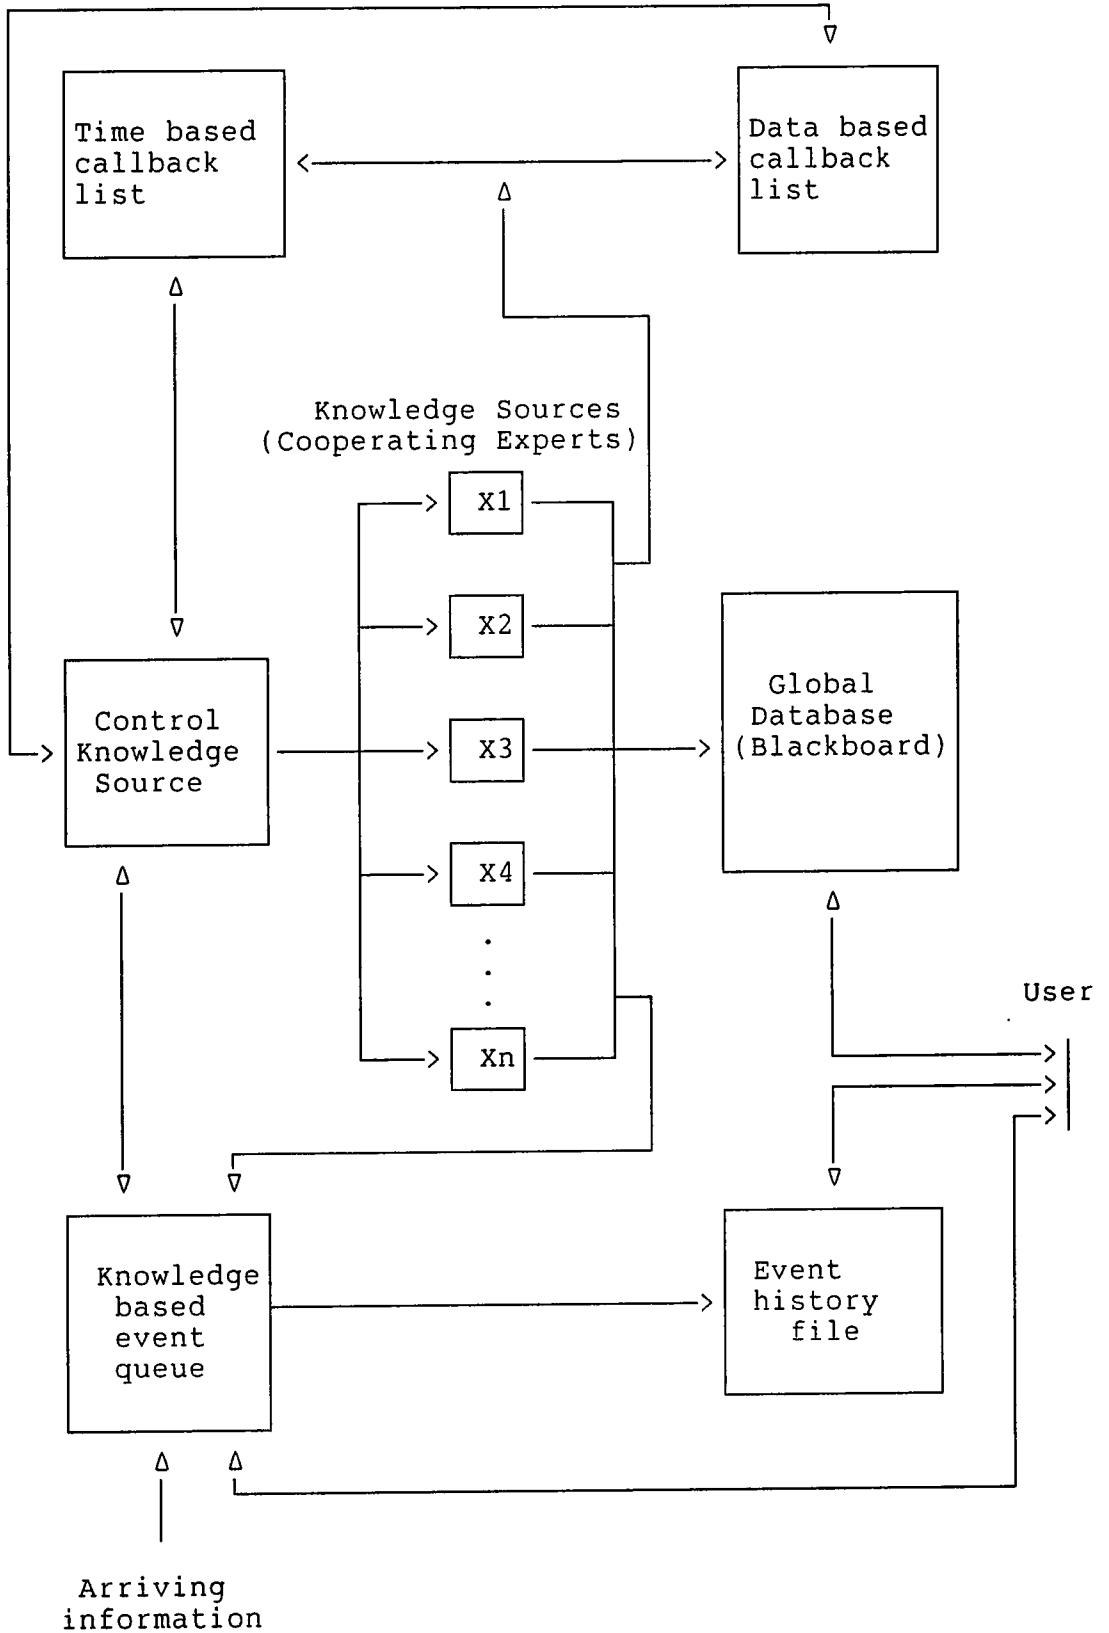 Time based
callback
list
Data based
callback
list
Knowledge Sources
(Cooperating Experts)
X1
X2
X3
X4
.
.
.
Xn
Control
Knowledge
Source
Global
Database
(Blackboard)
User
Knowledge
based
event
queue
Event
history
file
Arriving
information